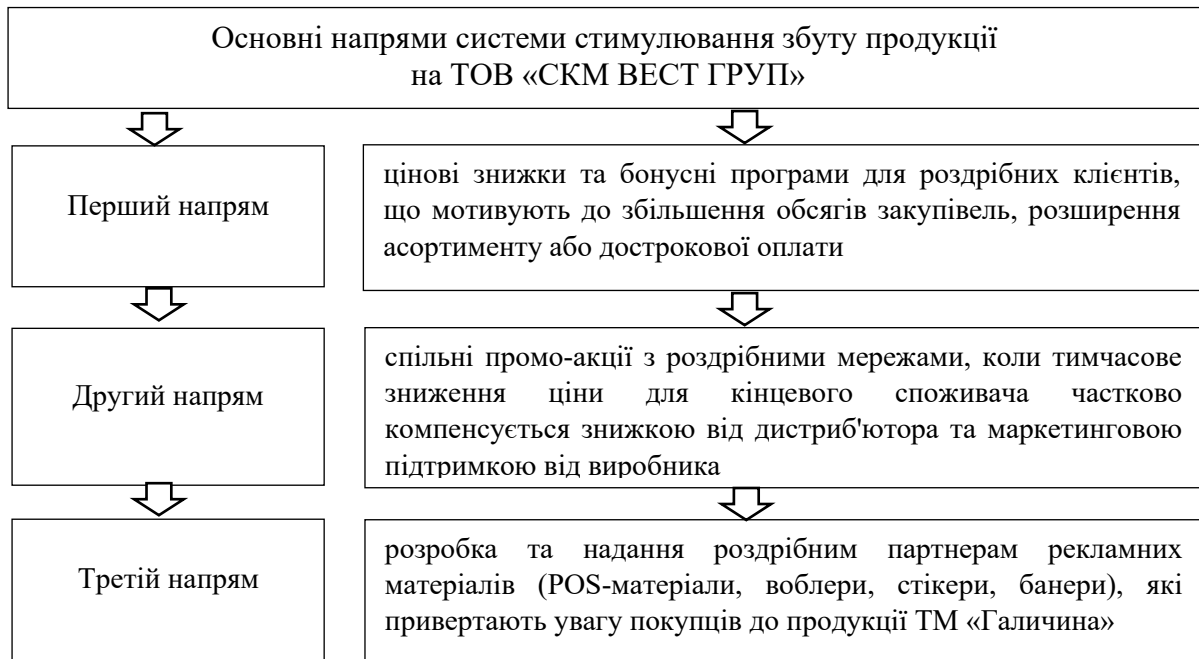 Основні напрями системи стимулювання збуту продукції
на ТОВ «СКМ ВЕСТ ГРУП»
Перший напрям
цінові знижки та бонусні програми для роздрібних клієнтів,
що мотивують до збільшення обсягів закупівель, розширення
асортименту або дострокової оплати
Другий напрям
спільні промо-акції з роздрібними мережами, коли тимчасове
зниження ціни для кінцевого споживача частково
компенсується знижкою від дистриб'ютора та маркетинговою
підтримкою від виробника
Третій напрям
розробка та надання роздрібним партнерам рекламних
матеріалів (POS-матеріали, воблери, стікери, банери), які
привертають увагу покупців до продукції ТМ «Галичина»